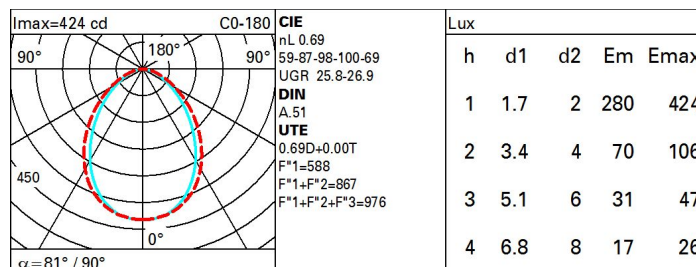 Imax=424 cd C0-180
90° 180° 90°
450
0°
α=81° / 90°
CIE
nL 0.69
59-87-98-100-69
UGR 25.8-26.9
DIN
A.51
UTE
0.69D+0.00T
F"1=588
F"1+F"2=867
F"1+F"2+F"3=976
Lux
h d1 d2 Em Emax
1 1.7 2 280 424
2 3.4 4 70 106
3 5.1 6 31 47
4 6.8 8 17 26